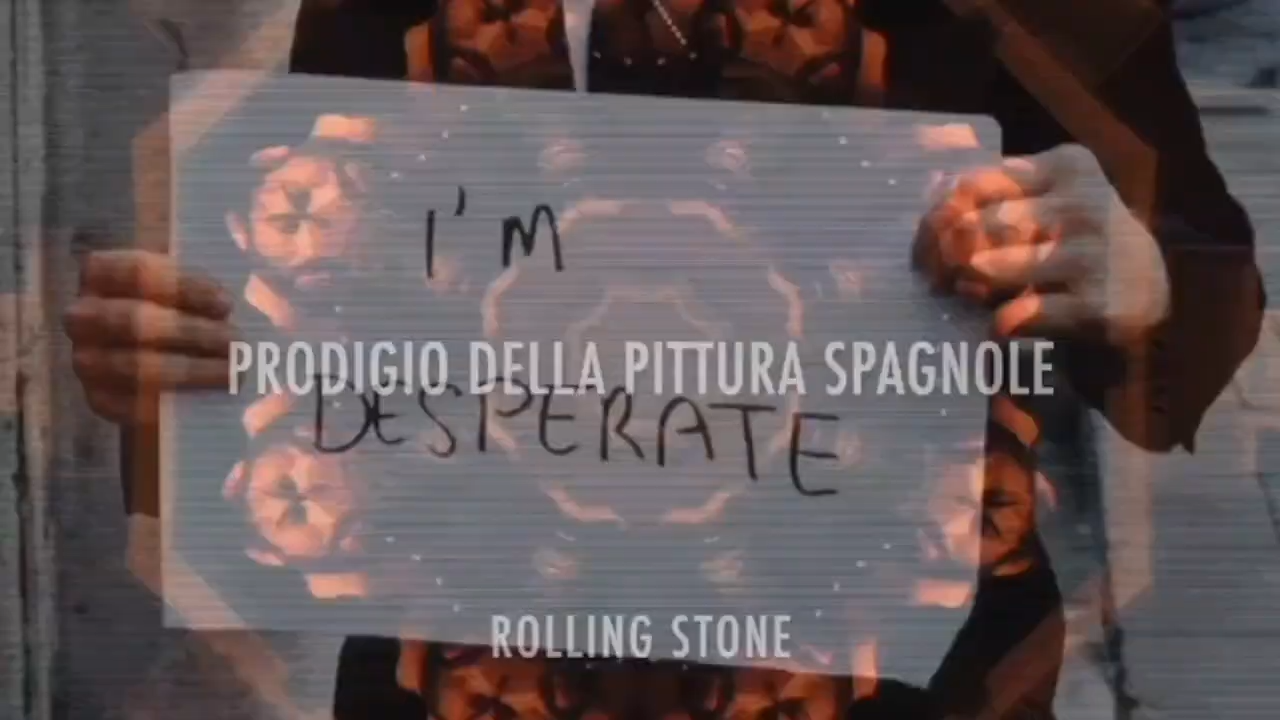 I'M
PRODIGIO DELLA PITTURA SPAGNOLE
DESPERATE
ROLLING STONE